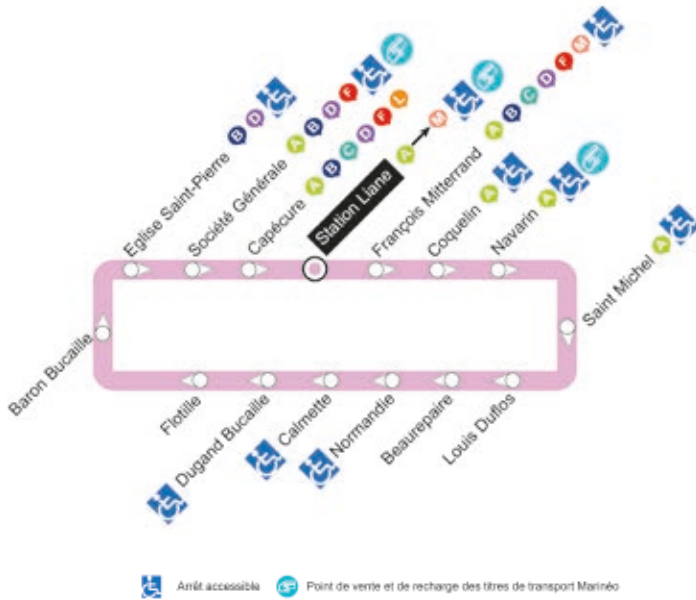 Eglise Saint-Pierre B D
Société Générale A B D F
Capécure A B C D F L
Station Liane A M
François Mitterrand A B C D F M
Coquelin A
Navarin A
Saint Michel A
Baron Bucaille
Flotille
Dugand Bucaille
Calmette
Normandie
Beaurepaire
Louis Duflos
Arrêt accessible
Point de vente et de recharge des titres de transport Marinéo